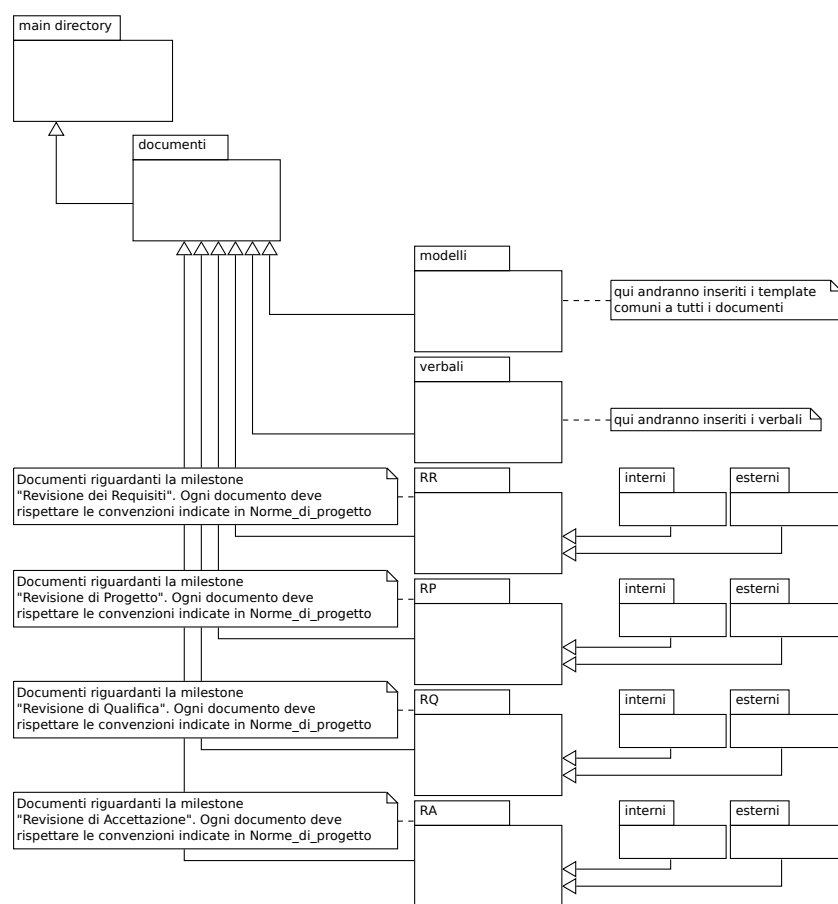 main directory
documenti
modelli
qui andranno inseriti i template
comuni a tutti i documenti
verbali
qui andranno inseriti i verbali
Documenti riguardanti la milestone
"Revisione dei Requisiti". Ogni documento deve
rispettare le convenzioni indicate in Norme_di_progetto
RR
interni
esterni
Documenti riguardanti la milestone
"Revisione di Progetto". Ogni documento deve
rispettare le convenzioni indicate in Norme_di_progetto
RP
interni
esterni
Documenti riguardanti la milestone
"Revisione di Qualifica". Ogni documento deve
rispettare le convenzioni indicate in Norme_di_progetto
RQ
interni
esterni
Documenti riguardanti la milestone
"Revisione di Accettazione". Ogni documento deve
rispettare le convenzioni indicate in Norme_di_progetto
RA
interni
esterni